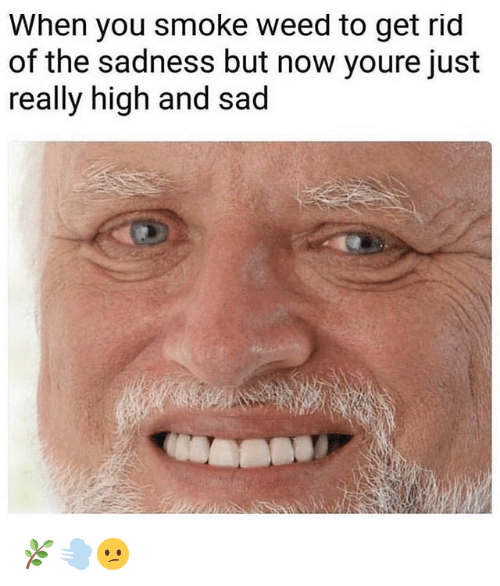 When you smoke weed to get rid
of the sadness but now youre just
really high and sad
🌿💨😕